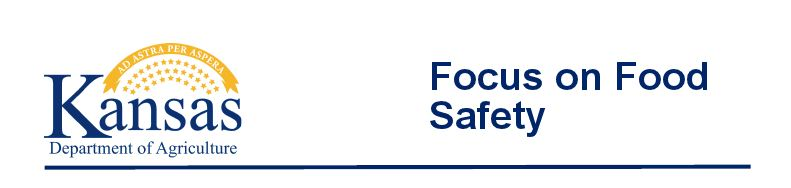 AD ASTRA PER ASPERA
Kansas
Department of Agriculture
Focus on Food
Safety